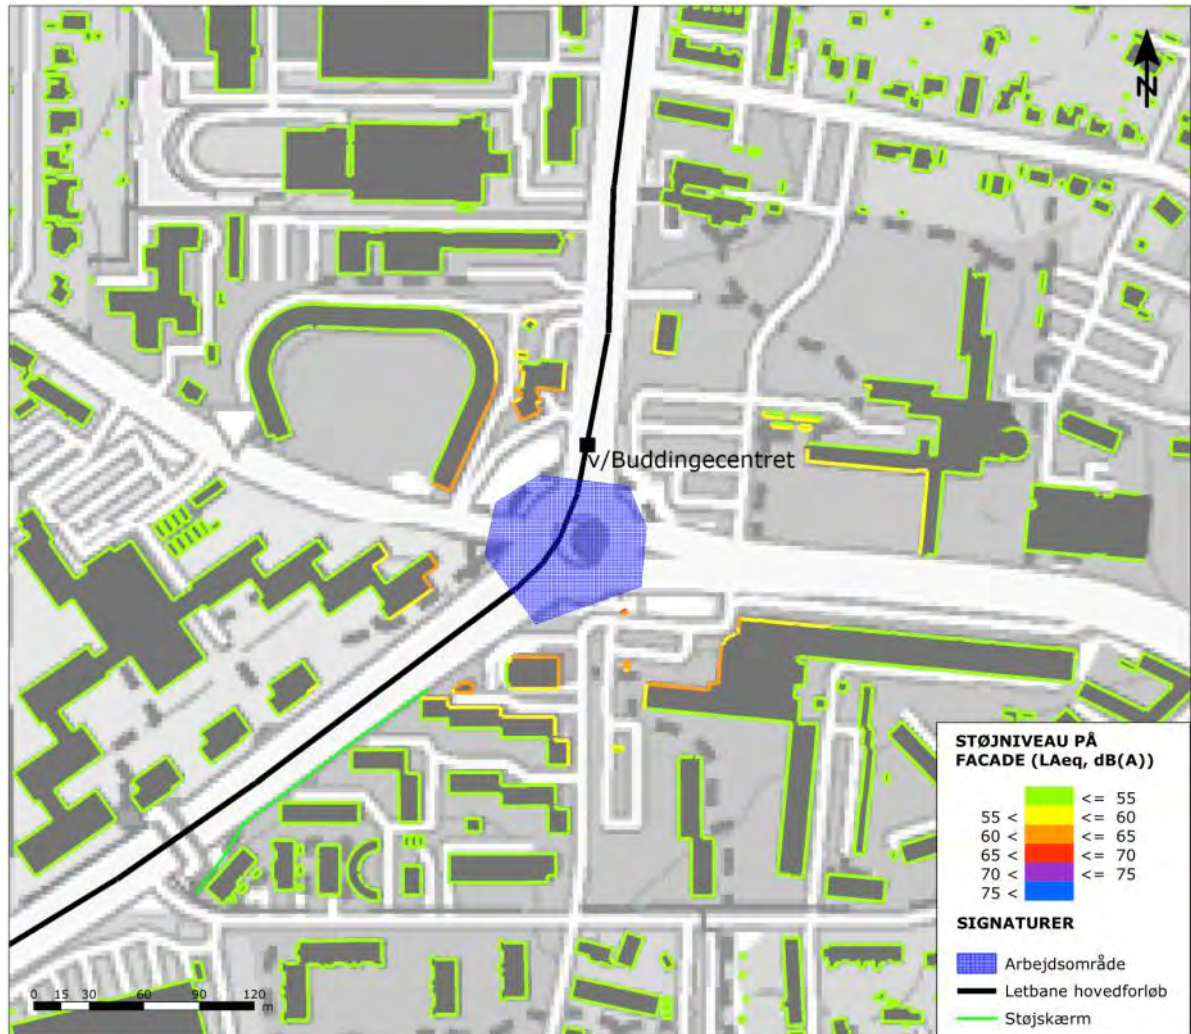 N
v/Buddingecentret
STØJNIVEAU PÅ
FACADE (LAeq, dB(A))
<= 55
55 < <= 60
60 < <= 65
65 < <= 70
70 < <= 75
75 <
SIGNATURER
Arbejdsområde
Letbane hovedforløb
Støjskærm
0 15 30 60 90 120
m